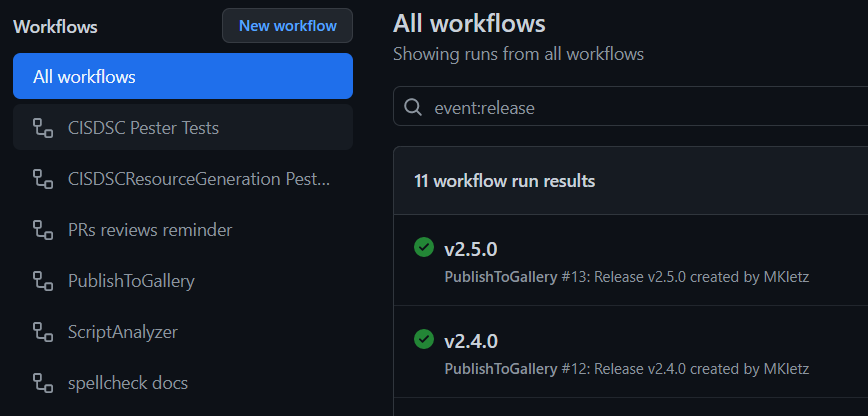 Workflows
New workflow
All workflows
CISDSC Pester Tests
CISDSCResourceGeneration Pest...
PRs reviews reminder
PublishToGallery
ScriptAnalyzer
spellcheck docs
All workflows
Showing runs from all workflows
event:release
11 workflow run results
v2.5.0
PublishToGallery #13: Release v2.5.0 created by MKletz
v2.4.0
PublishToGallery #12: Release v2.4.0 created by MKletz